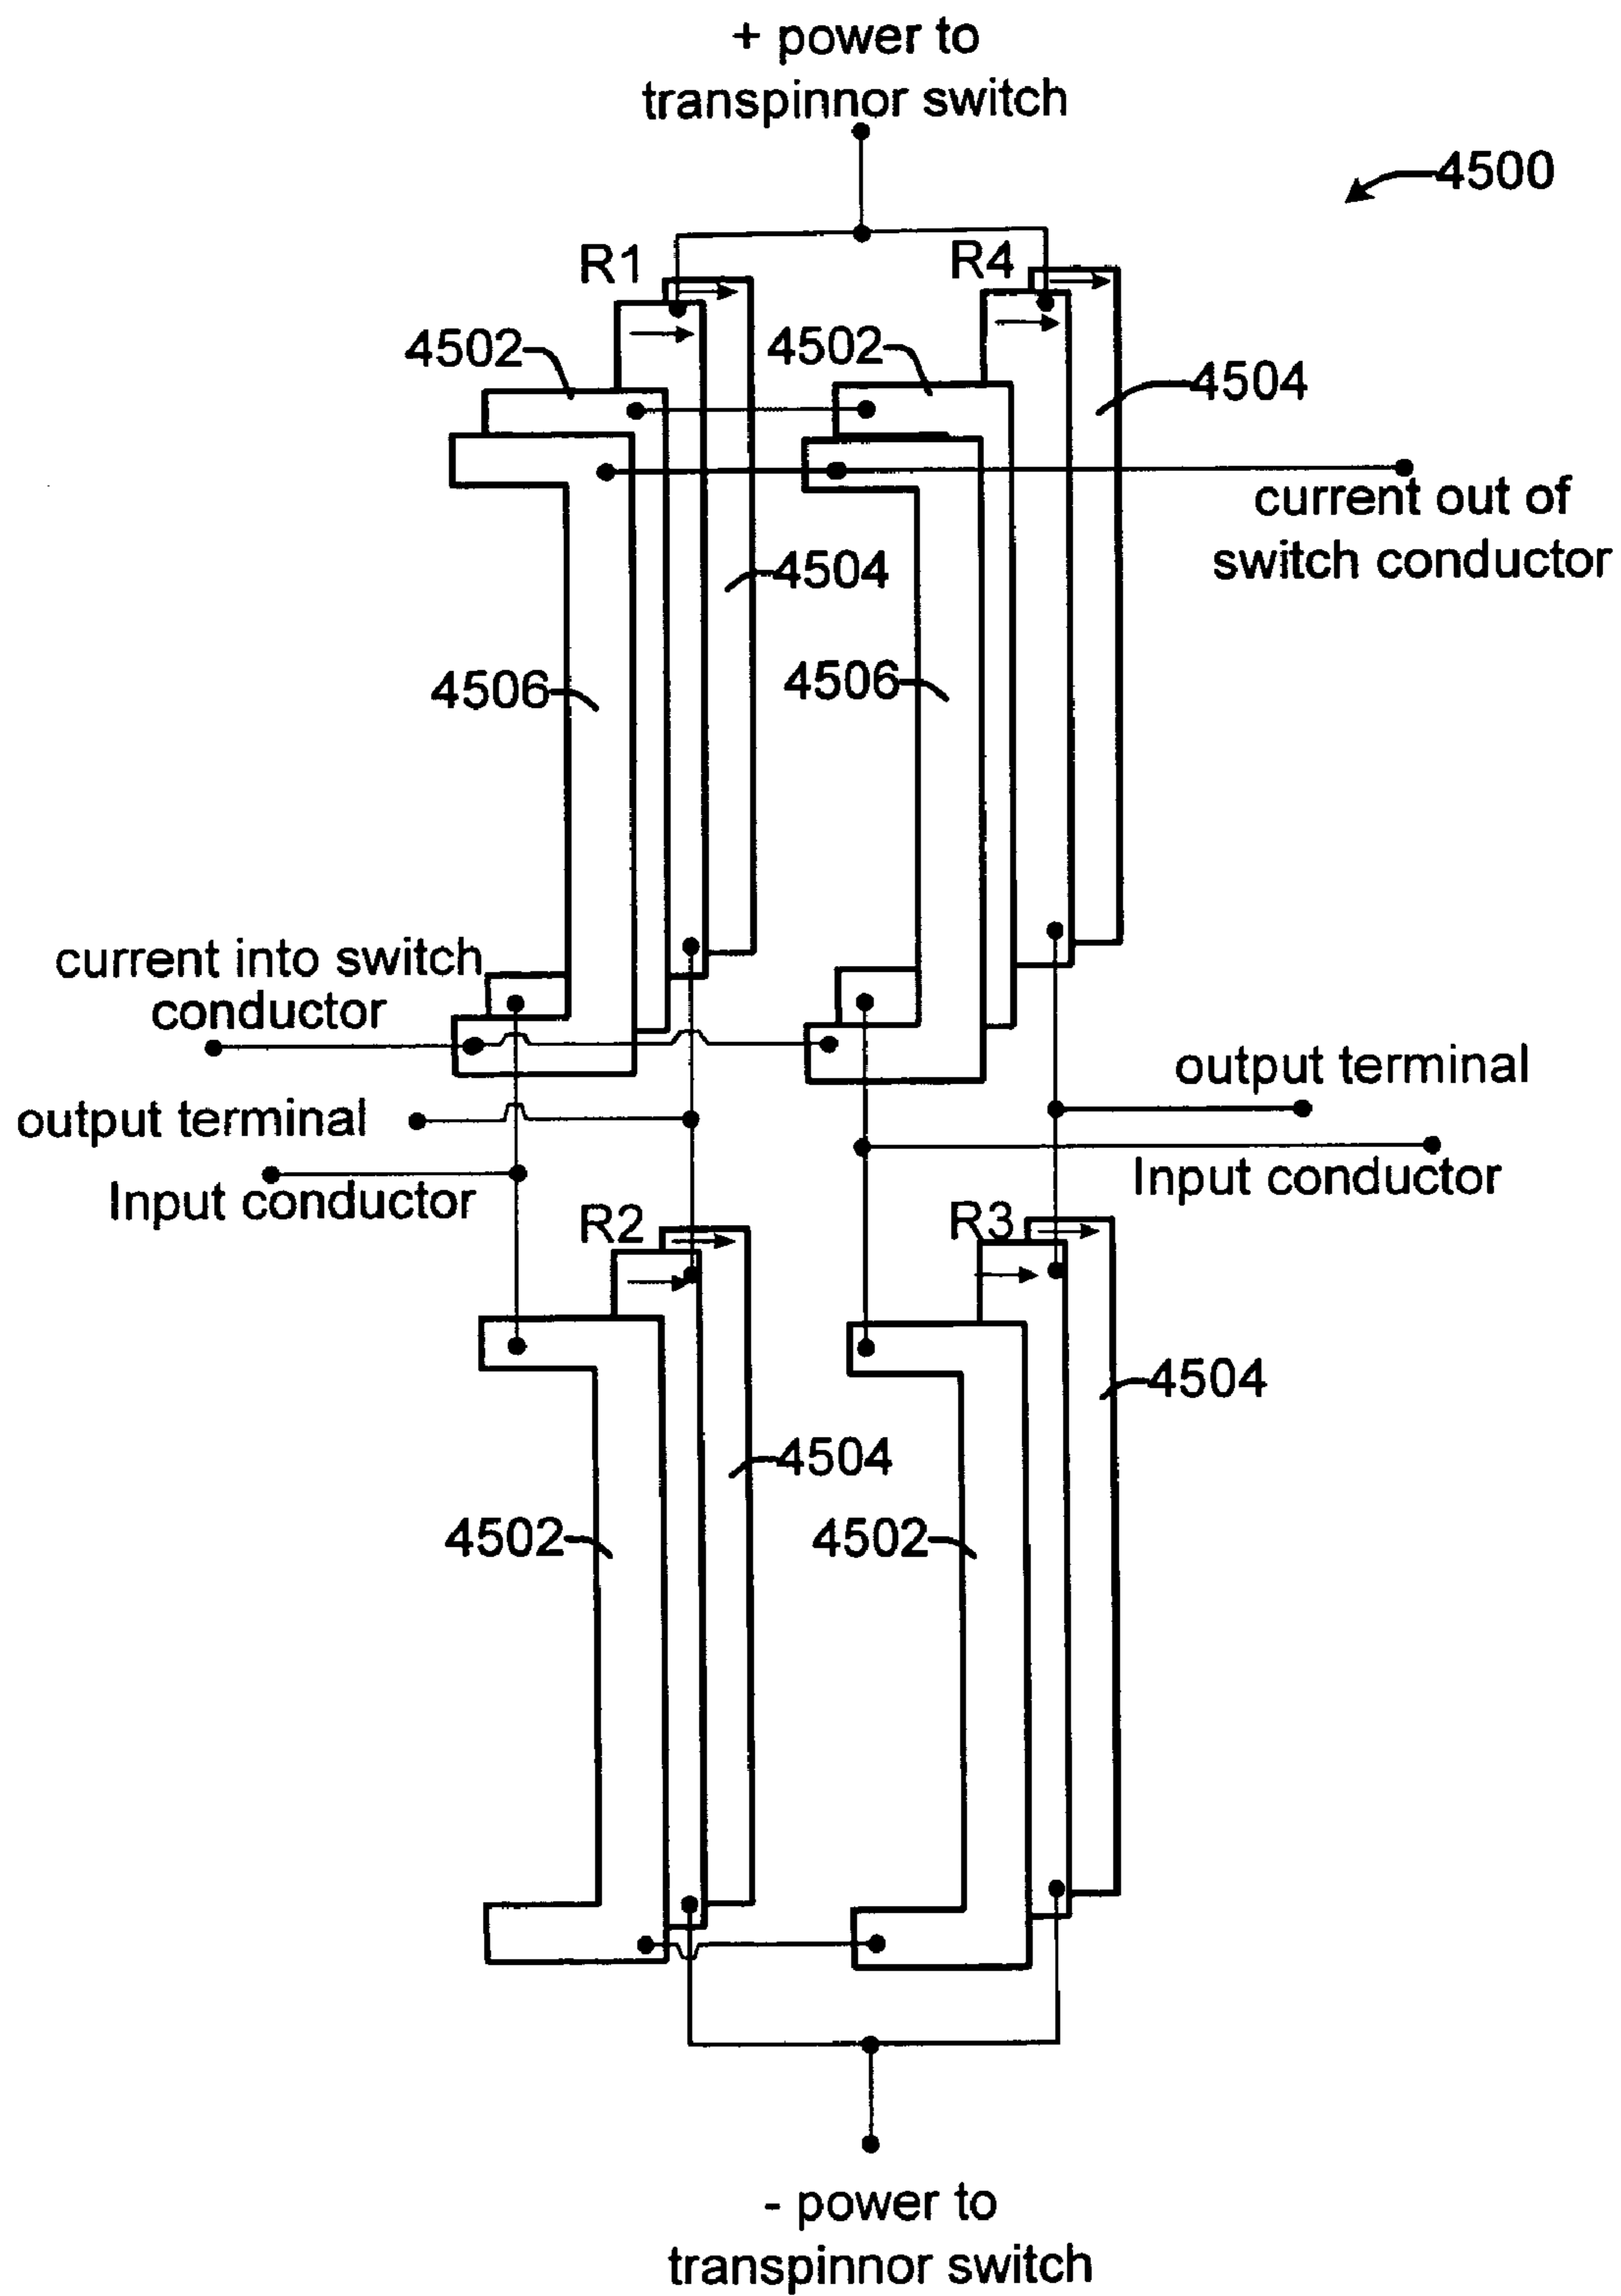 + power to
transpinnor switch
4500
R1
R4
4502
4502
4504
current out of
switch conductor
4504
4506
4506
current into switch
conductor
output terminal
output terminal
Input conductor
Input conductor
R2
R3
4504
4504
4502
4502
- power to
transpinnor switch